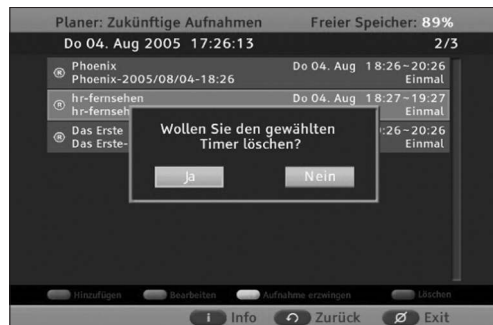 Planer: Zukünftige Aufnahmen Freier Speicher: 89%
Do 04. Aug 2005 17:26:13 2/3
Phoenix Do 04. Aug 18:26~20:26
Phoenix-2005/08/04-18:26 Einmal
hr-fernsehen Do 04. Aug 18:27~19:27
hr-fernseh Einmal
Das Erste :26~20:26
Das Erste- Einmal
Wollen Sie den gewählten
Timer löschen?
Ja Nein
Hinzufügen Bearbeiten Aufnahme erzwingen Löschen
i Info Zurück Exit